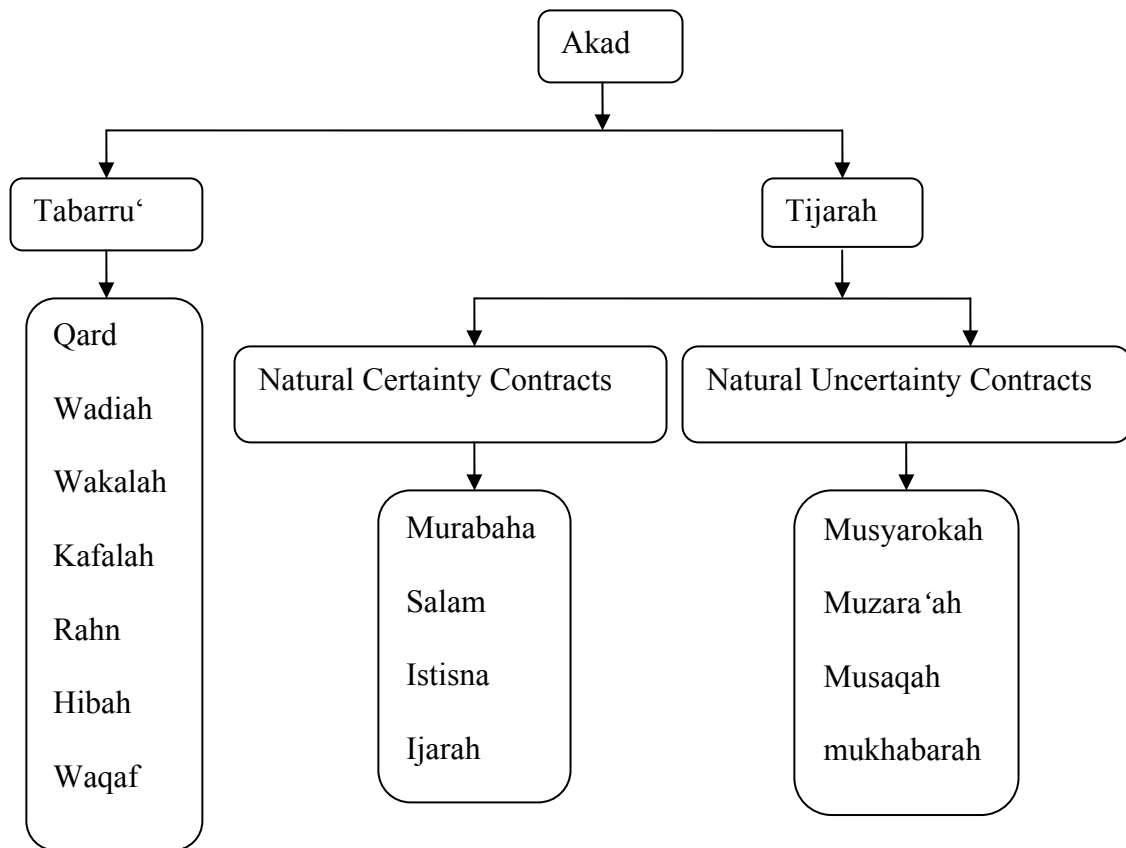 Akad
Tabarru‘
Tijarah
Qard
Wadiah
Wakalah
Kafalah
Rahn
Hibah
Waqaf
Natural Certainty Contracts
Natural Uncertainty Contracts
Murabaha
Salam
Istisna
Ijarah
Musyarokah
Muzara‘ah
Musaqah
mukhabarah